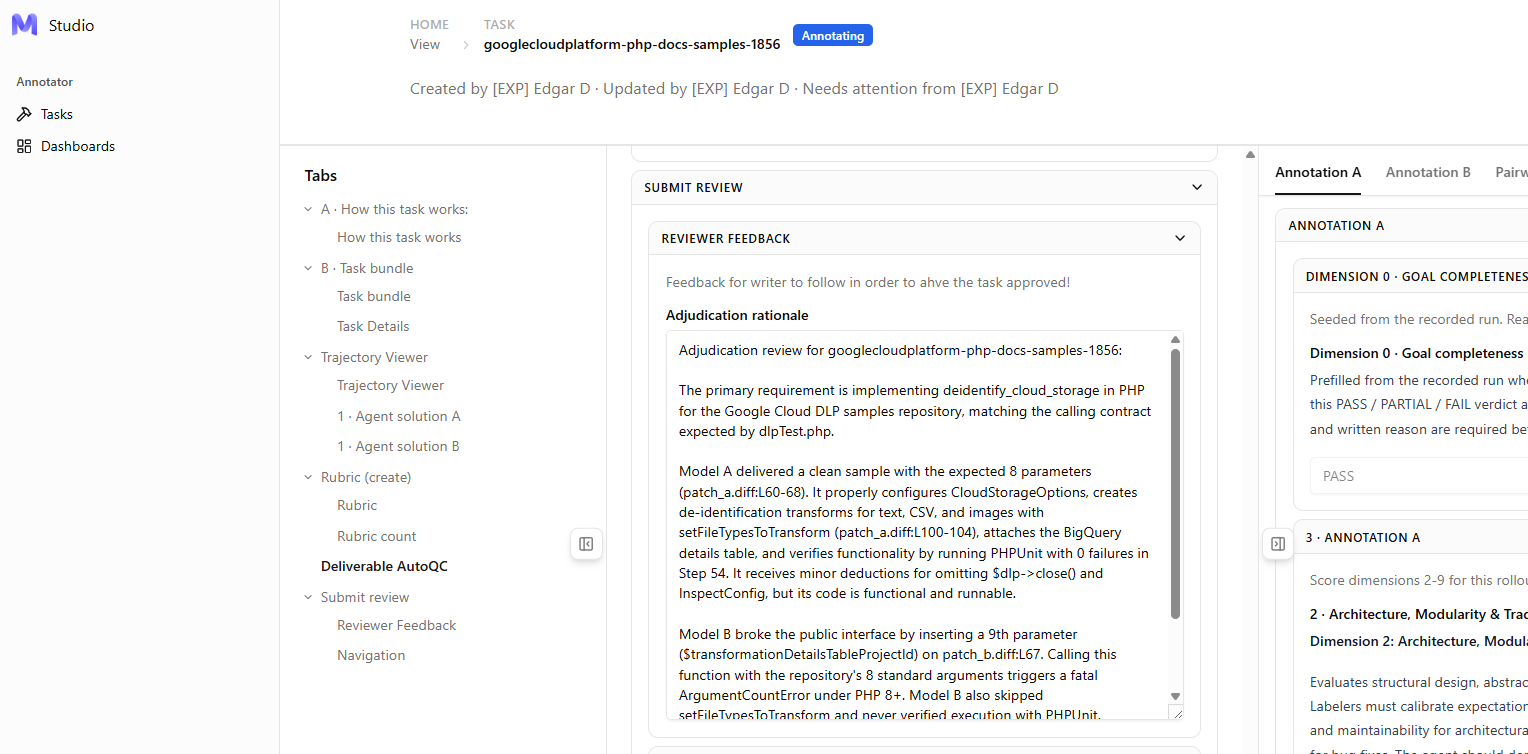 Studio
Annotator
Tasks
Dashboards
HOME
View
TASK
googlecloudplatform-php-docs-samples-1856
Annotating
Created by [EXP] Edgar D · Updated by [EXP] Edgar D · Needs attention from [EXP] Edgar D
Tabs
A · How this task works:
How this task works
B · Task bundle
Task bundle
Task Details
Trajectory Viewer
Trajectory Viewer
1 · Agent solution A
1 · Agent solution B
Rubric (create)
Rubric
Rubric count
Deliverable AutoQC
Submit review
Reviewer Feedback
Navigation
SUBMIT REVIEW
REVIEWER FEEDBACK
Feedback for writer to follow in order to ahve the task approved!
Adjudication rationale
Adjudication review for googlecloudplatform-php-docs-samples-1856:
The primary requirement is implementing deidentify_cloud_storage in PHP
for the Google Cloud DLP samples repository, matching the calling contract
expected by dlpTest.php.
Model A delivered a clean sample with the expected 8 parameters
(patch_a.diff:L60-68). It properly configures CloudStorageOptions, creates
de-identification transforms for text, CSV, and images with
setFileTypesToTransform (patch_a.diff:L100-104), attaches the BigQuery
details table, and verifies functionality by running PHPUnit with 0 failures in
Step 54. It receives minor deductions for omitting $dlp->close() and
InspectConfig, but its code is functional and runnable.
Model B broke the public interface by inserting a 9th parameter
($transformationDetailsTableProjectId) on patch_b.diff:L67. Calling this
function with the repository's 8 standard arguments triggers a fatal
ArgumentCountError under PHP 8+. Model B also skipped
setFileTypesToTransform and never verified execution with PHPUnit.
Annotation A
Annotation B
Pairw
ANNOTATION A
DIMENSION 0 · GOAL COMPLETENES
Seeded from the recorded run. Rea
Dimension 0 · Goal completeness
Prefilled from the recorded run whe
this PASS / PARTIAL / FAIL verdict a
and written reason are required bef
PASS
3 · ANNOTATION A
Score dimensions 2-9 for this rollou
2 · Architecture, Modularity & Trad
Dimension 2: Architecture, Modula
Evaluates structural design, abstrac
Labelers must calibrate expectation
and maintainability for architectura